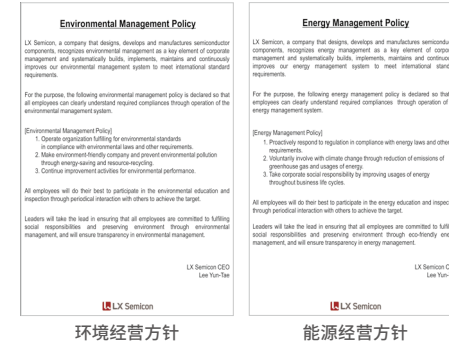 Environmental Management Policy
LX Semicon, a company that designs, develops and manufactures semiconductor
components, recognizes environmental management as a key element of corporate
management and systematically builds, implements, maintains and continuously
improves our environmental management system to meet international standard
requirements.
For the purpose, the following environmental management policy is declared so that
all employees can clearly understand required compliances through operation of the
environmental management system.
[Environmental Management Policy]
1. Operate organization fulfilling for environmental standards
in compliance with environmental laws and other requirements.
2. Make environment-friendly company and prevent environmental pollution
through energy-saving and resource-recycling.
3. Continue improvement activities for environmental performance.
All employees will do their best to participate in the environmental education and
inspection through periodical interaction with others to achieve the target.
Leaders will take the lead in ensuring that all employees are committed to fulfilling
social responsibilities and preserving environment through environmental
management, and will ensure transparency in environmental management.
LX Semicon CEO
Lee Yun-Tae
LX Semicon
环境经营方针
Energy Management Policy
LX Semicon, a company that designs, develops and manufactures semicondu
components, recognizes energy management as a key element of corpor
management and systematically builds, implements, maintains and continuou
improves our energy management system to meet international stand
requirements.
For the purpose, the following energy management policy is declared so that
employees can clearly understand required compliances through operation of
energy management system.
[Energy Management Policy]
1. Proactively respond to regulation in compliance with energy laws and other
requirements.
2. Voluntarily involve with climate change through reduction of emissions of
greenhouse gas and usages of energy.
3. Take corporate social responsibility by improving usages of energy
throughout business life cycles.
All employees will do their best to participate in the energy education and inspec
through periodical interaction with others to achieve the target.
Leaders will take the lead in ensuring that all employees are committed to fulfill
social responsibilities and preserving environment through eco-friendly ene
management, and will ensure transparency in energy management.
LX Semicon C
Lee Yun-
LX Semicon
能源经营方针